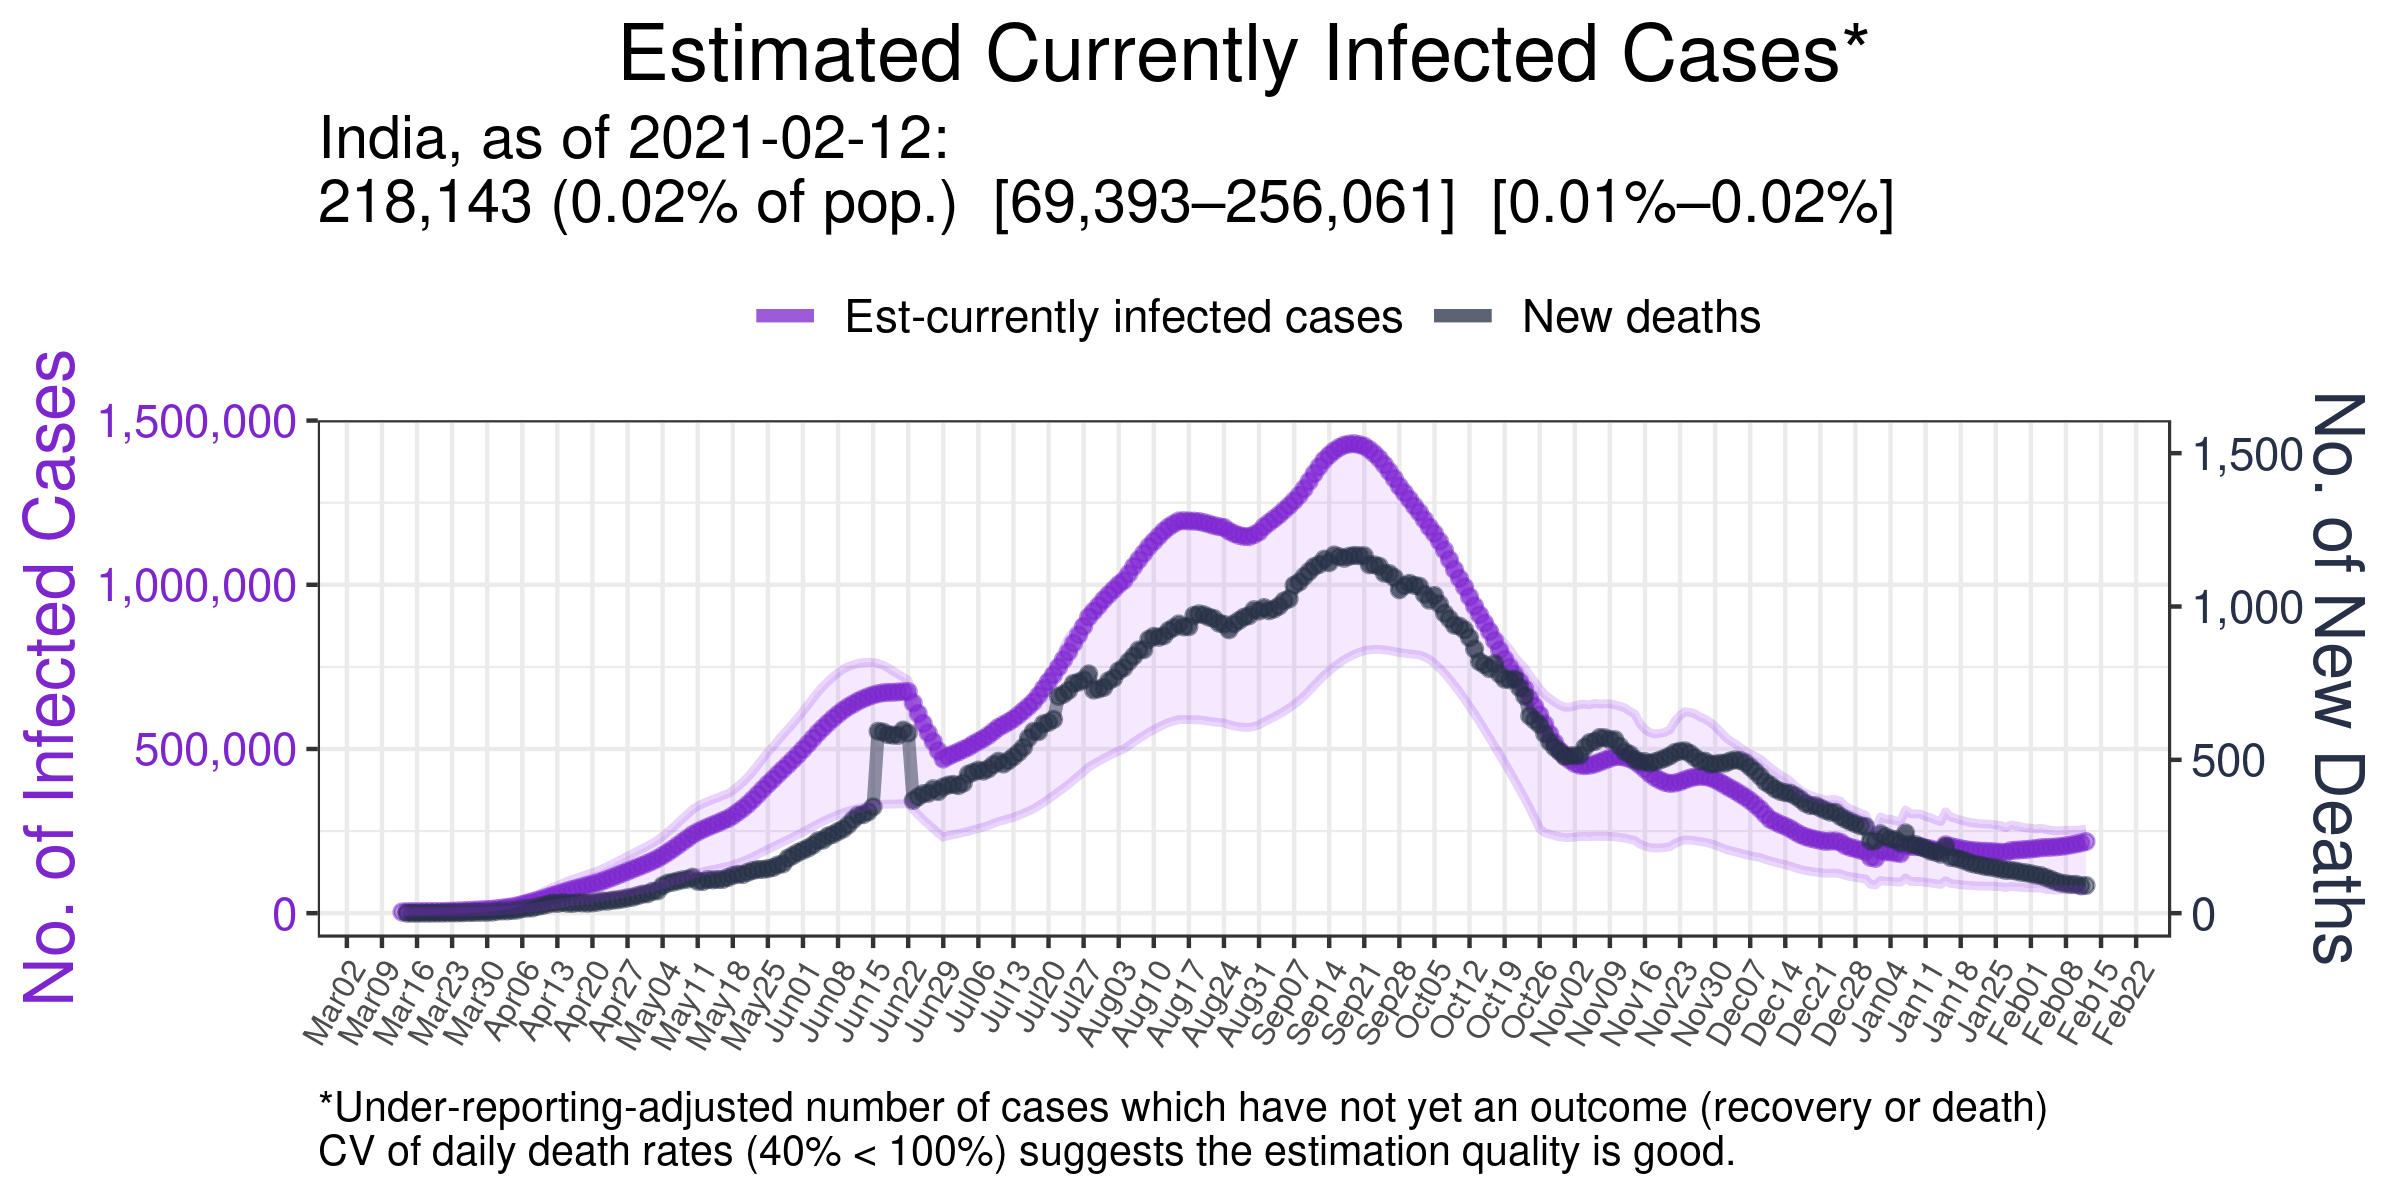 Estimated Currently Infected Cases*
India, as of 2021-02-12:
218,143 (0.02% of pop.) [69,393–256,061] [0.01%–0.02%]
Est-currently infected cases
New deaths
No. of Infected Cases
1,500,000
1,000,000
500,000
0
1,500
1,000
500
0
No. of New Deaths
Mar02
Mar09
Mar16
Mar23
Mar30
Apr06
Apr13
Apr20
Apr27
May04
May11
May18
May25
Jun01
Jun08
Jun15
Jun22
Jun29
Jul06
Jul13
Jul20
Jul27
Aug03
Aug10
Aug17
Aug24
Aug31
Sep07
Sep14
Sep21
Sep28
Oct05
Oct12
Oct19
Oct26
Nov02
Nov09
Nov16
Nov23
Nov30
Dec07
Dec14
Dec21
Dec28
Jan04
Jan11
Jan18
Jan25
Feb01
Feb08
Feb15
Feb22
*Under-reporting-adjusted number of cases which have not yet an outcome (recovery or death)
CV of daily death rates (40% < 100%) suggests the estimation quality is good.